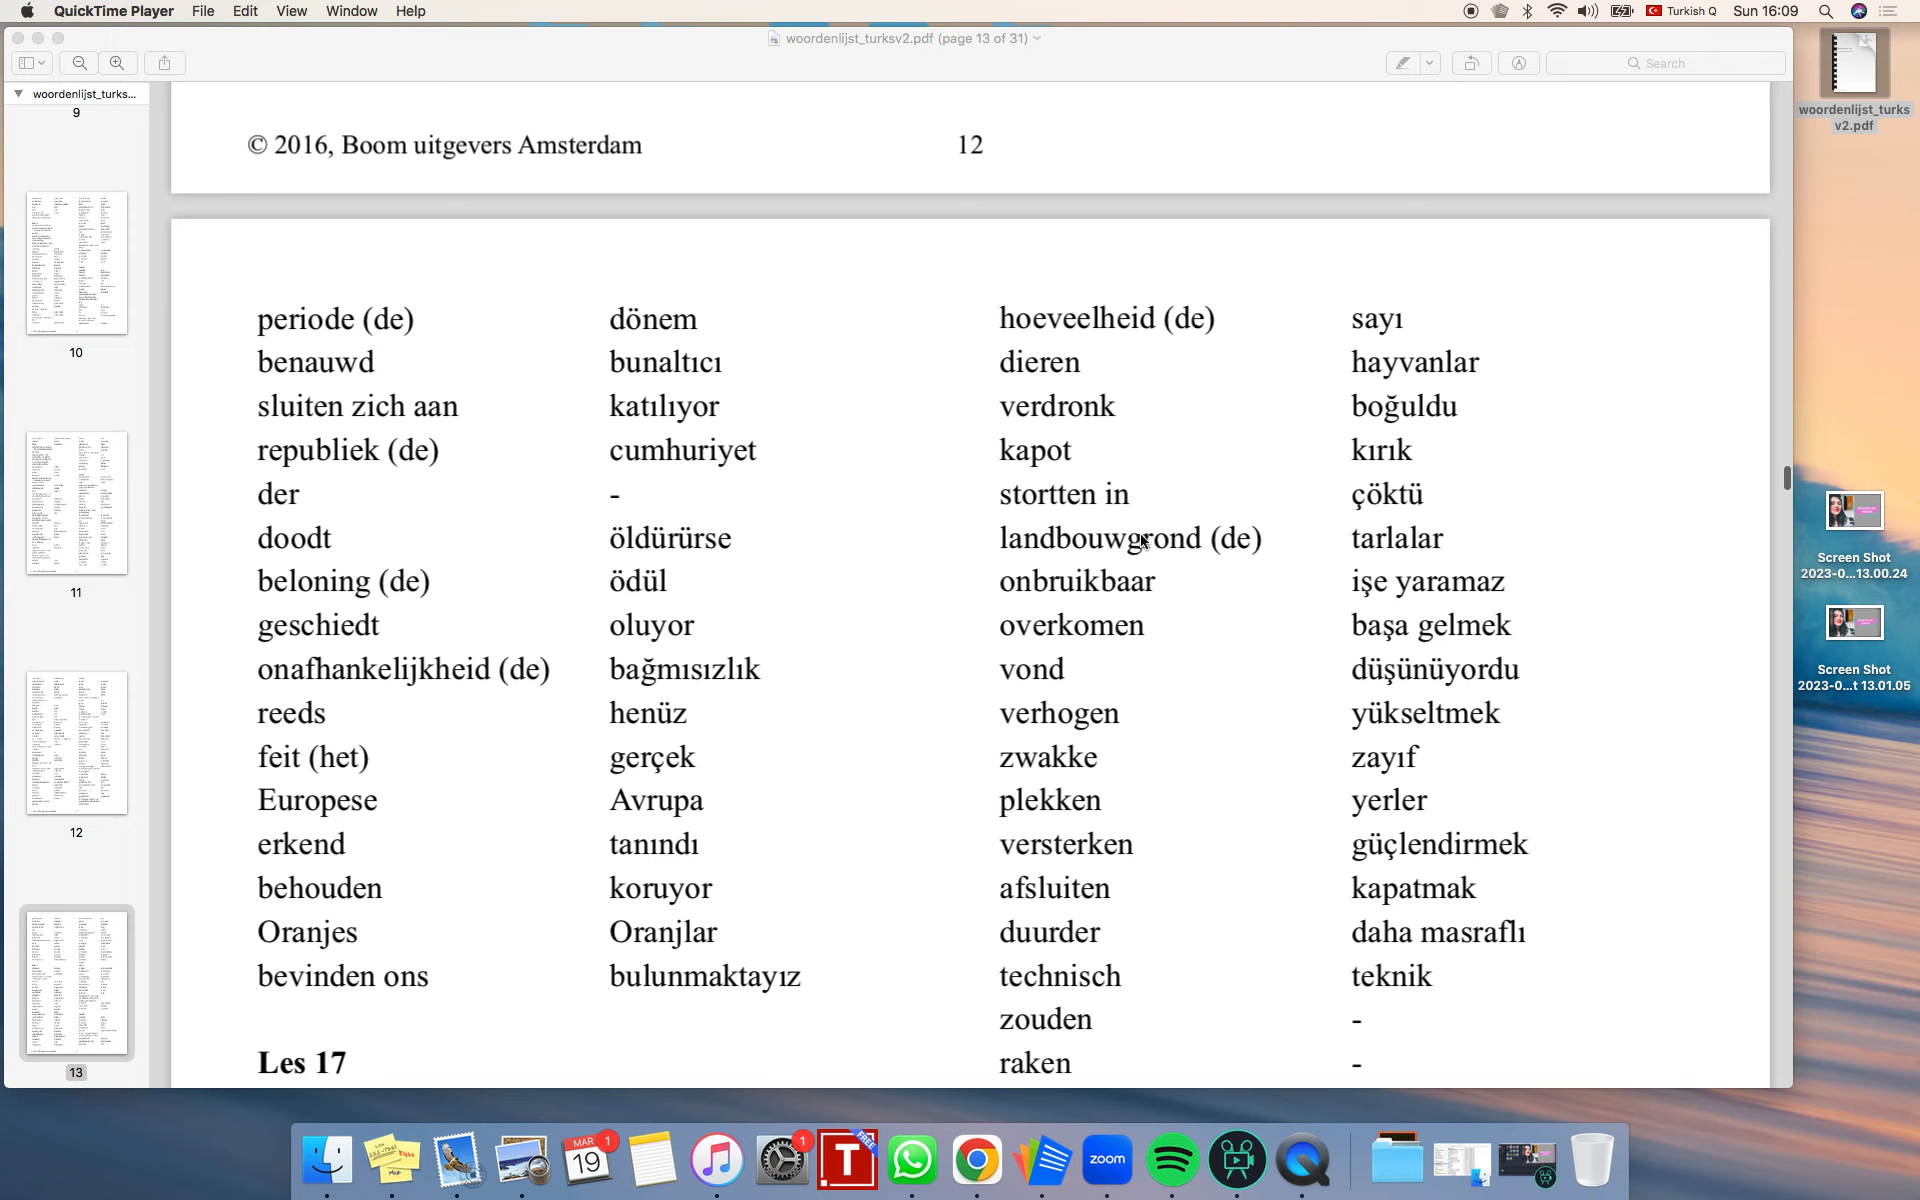 QuickTime Player File Edit View Window Help
Turkish Q Sun 16:09
woordenlijst_turksv2.pdf (page 13 of 31)
Search
woordenlijst_turks...
9
10
11
12
13
© 2016, Boom uitgevers Amsterdam 12
periode (de) dönem hoeveelheid (de) sayı
benauwd bunaltıcı dieren hayvanlar
sluiten zich aan katılıyor verdronk boğuldu
republiek (de) cumhuriyet kapot kırık
der - stortten in çöktü
doodt öldürürse landbouwgrond (de) tarlalar
beloning (de) ödül onbruikbaar işe yaramaz
geschiedt oluyor overkomen başa gelmek
onafhankelijkheid (de) bağmısızlık vond düşünüyordu
reeds henüz verhogen yükseltmek
feit (het) gerçek zwakke zayıf
Europese Avrupa plekken yerler
erkend tanındı versterken güçlendirmek
behouden koruyor afsluiten kapatmak
Oranjes Oranjlar duurder daha masraflı
bevinden ons bulunmaktayız technisch teknik
zouden -
Les 17 raken -
woordenlijst_turks
v2.pdf
Screen Shot
2023-0...13.00.24
Screen Shot
2023-0...t 13.01.05
MAR
19
1
1
T
FREE
zoom